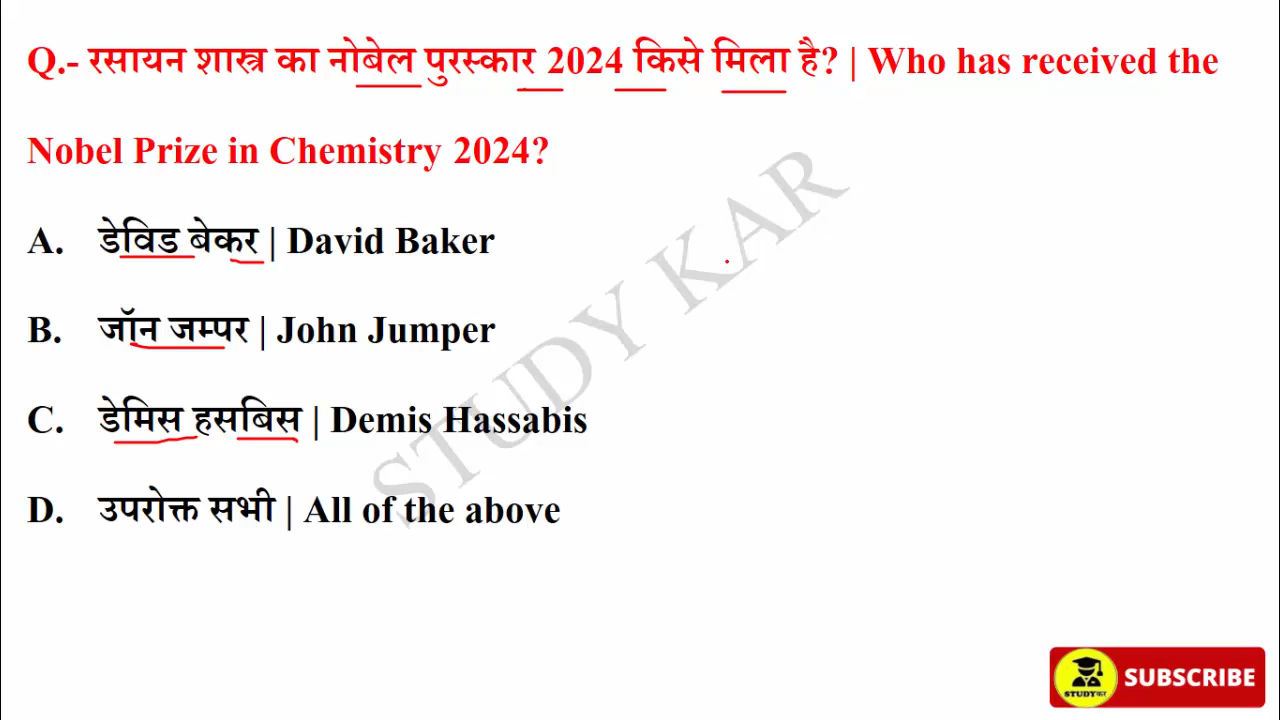 Q.- रसायन शास्त्र का नोबेल पुरस्कार 2024 किसे मिला है? | Who has received the
Nobel Prize in Chemistry 2024?
A. डेविड बेकर | David Baker
B. जॉन जम्पर | John Jumper
C. डेमिस हसबिस | Demis Hassabis
D. उपरोक्त सभी | All of the above
STUDY KAR
SUBSCRIBE
STUDYकर